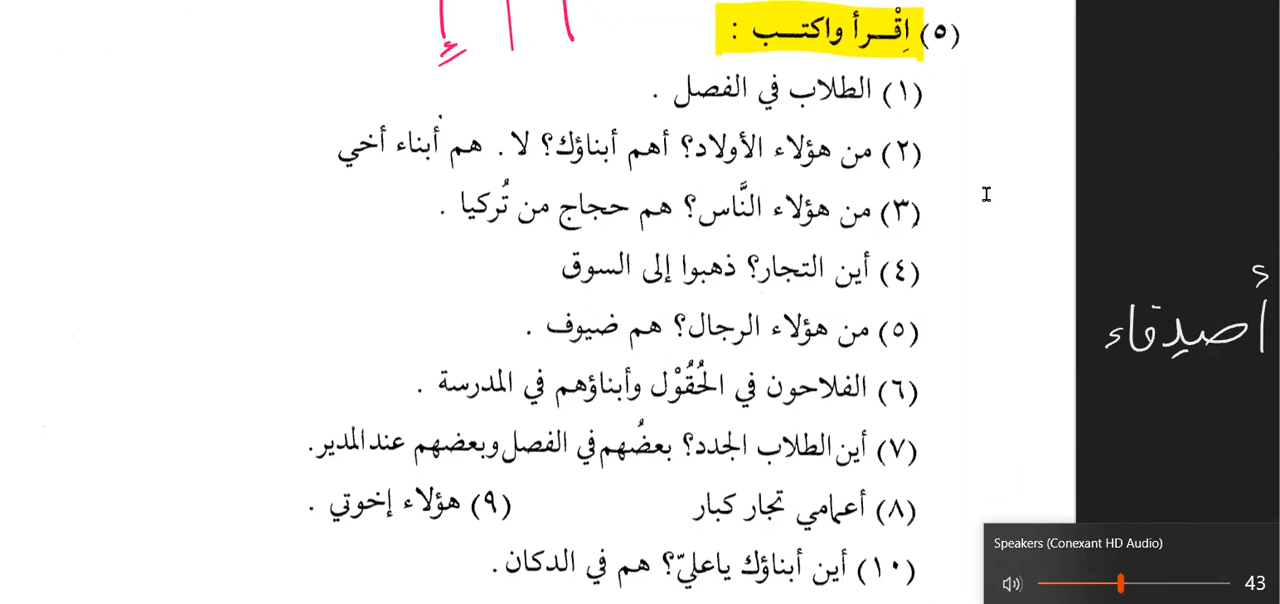 (٥) اِقْـرأ واكتـب :
(١) الطلاب في الفصل .
(٢) من هؤلاء الأولاد؟ أهم أبناؤك؟ لا . هم أبناء أخي
(٣) من هؤلاء النَّاس؟ هم حجاج من تُركيا .
(٤) أين التجار؟ ذهبوا إلى السوق
(٥) من هؤلاء الرجال؟ هم ضيوف .
(٦) الفلاحون في الحُقُوْل وأبناؤهم في المدرسة .
(٧) أين الطلاب الجدد؟ بعضُهم في الفصل وبعضهم عند المدير.
(٨) أعمامي تجار كبار (٩) هؤلاء إخوتي .
(١٠) أين أبناؤك ياعليّ؟ هم في الدكان.
أصدقاء
Speakers (Conexant HD Audio)
43